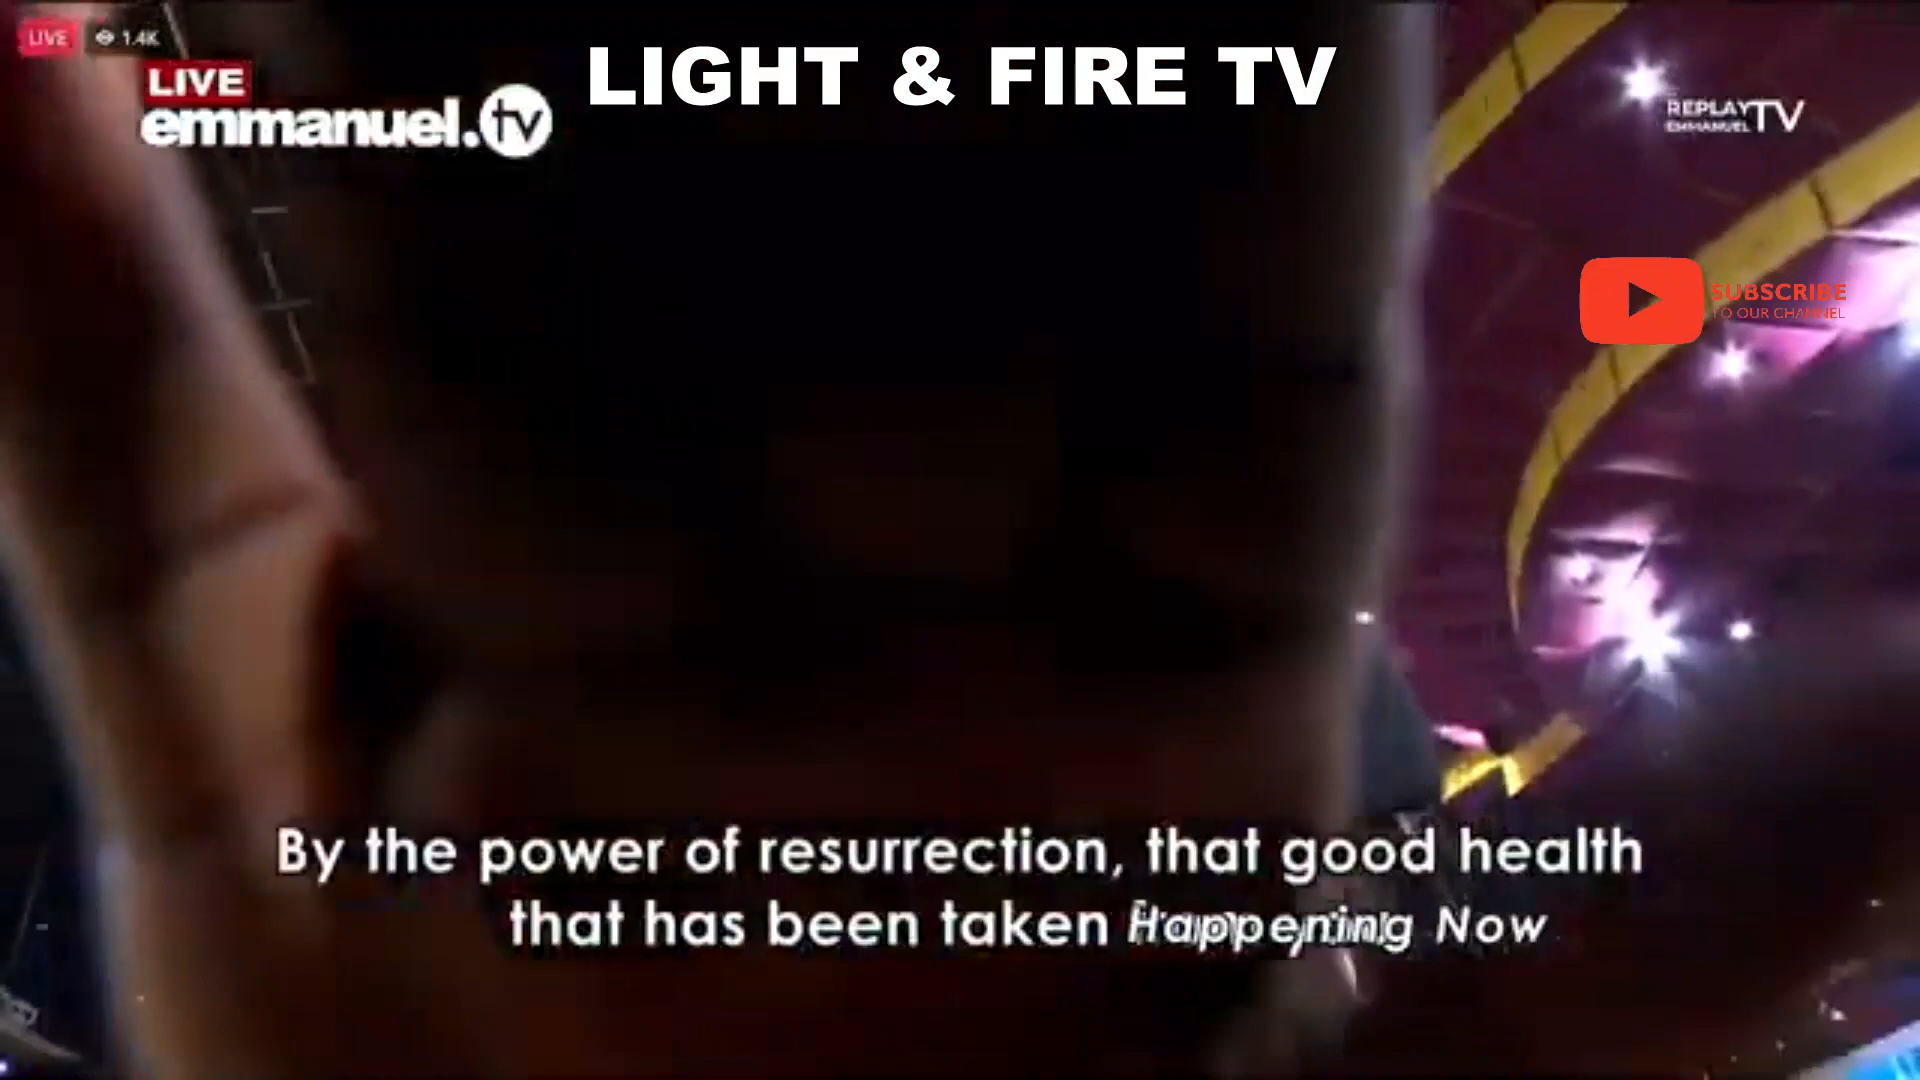 LIVE 1.4K
LIVE
emmanuel.tv
LIGHT & FIRE TV
REPLAY
EMMANUEL TV
SUBSCRIBE
TO OUR CHANNEL
By the power of resurrection, that good health
that has been taken
Happening Now